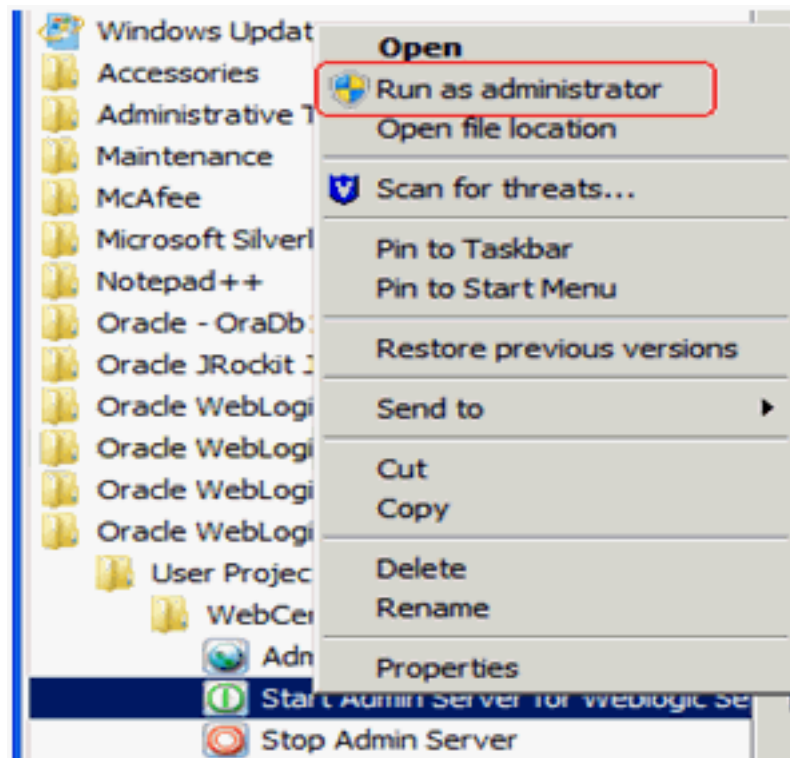 Windows Updat
Accessories
Administrative T
Maintenance
McAfee
Microsoft Silverl
Notepad++
Oracle - OraDb
Oracle JRockit J
Oracle WebLogi
Oracle WebLogi
Oracle WebLogi
Oracle WebLogi
User Projec
WebCer
Adm
Start Admin Server for Weblogic Se
Stop Admin Server
Open
Run as administrator
Open file location
Scan for threats...
Pin to Taskbar
Pin to Start Menu
Restore previous versions
Send to
Cut
Copy
Delete
Rename
Properties